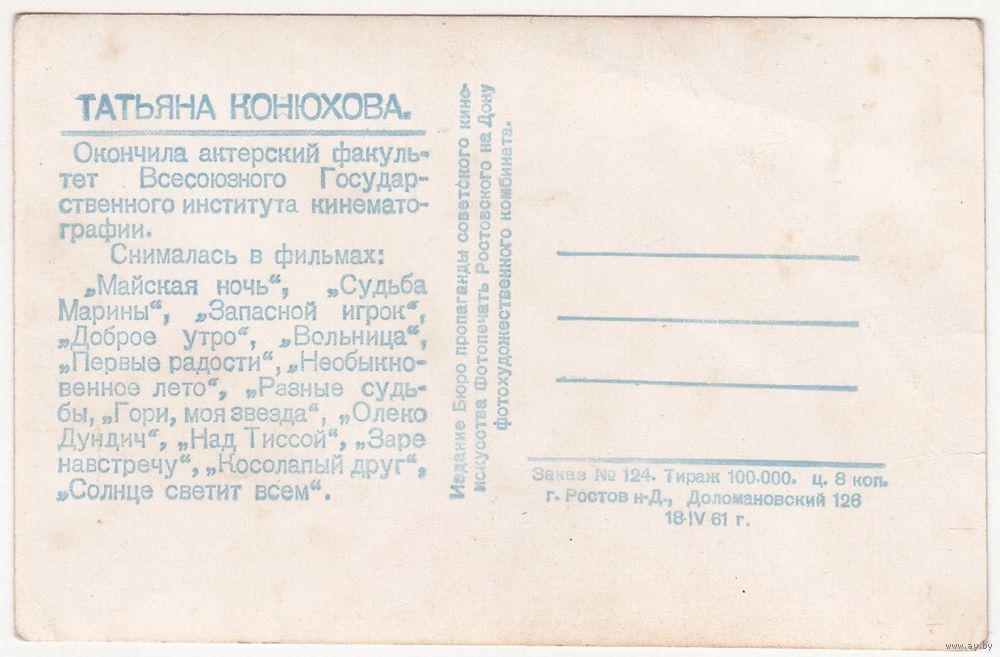 ТАТЬЯНА КОНЮХОВА.
Окончила актерский факуль-
тет Всесоюзного Государ-
ственного института кинемато-
графии.
Снималась в фильмах:
„Майская ночь“, „Судьба
Марины“, „Запасной игрок“,
„Доброе утро“, „Вольница“,
„Первые радости“, „Необыкно-
венное лето“, „Разные судь-
бы, „Гори, моя звезда“, „Олеко
Дундич“, „Над Тиссой“, „Заре
навстречу“, „Косолапый друг“,
„Солнце светит всем“.
Издание Бюро пропаганды советского кино-
искусства Фотопечать Ростовского на Дону
фотохудожественного комбината.
Заказ № 124. Тираж 100.000. ц. 8 коп.
г. Ростов н-Д., Доломановский 126
18-IV 61 г.
www.ay.by